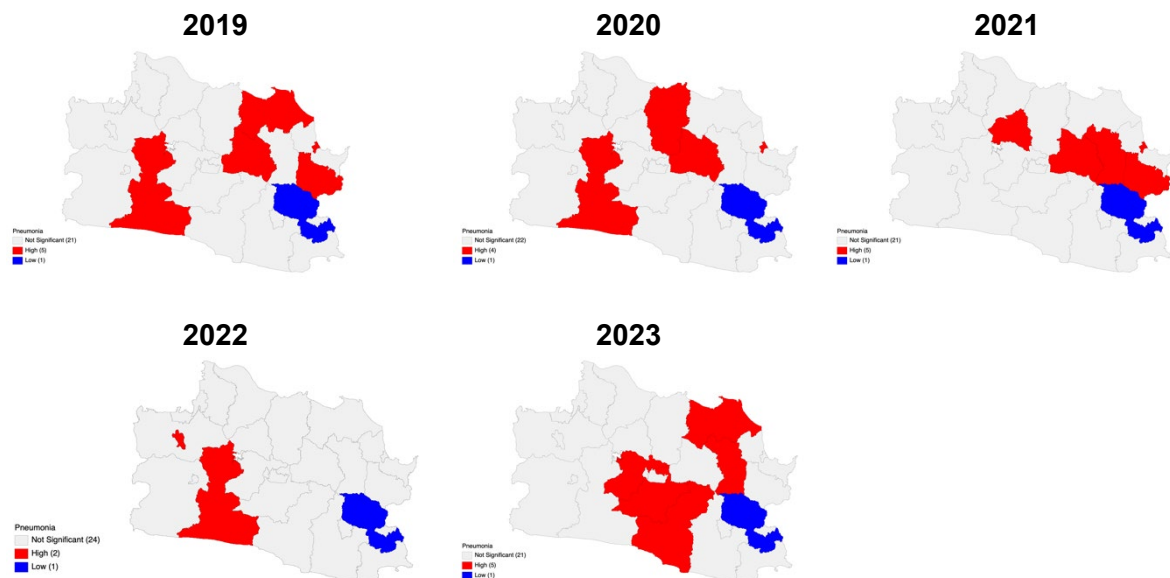 2019
2020
2021
Pneumonia
Not Significant (21)
High (5)
Low (1)
Pneumonia
Not Significant (22)
High (4)
Low (1)
Pneumonia
Not Significant (21)
High (5)
Low (1)
2022
2023
Pneumonia
Not Significant (24)
High (2)
Low (1)
Pneumonia
Not Significant (21)
High (5)
Low (1)